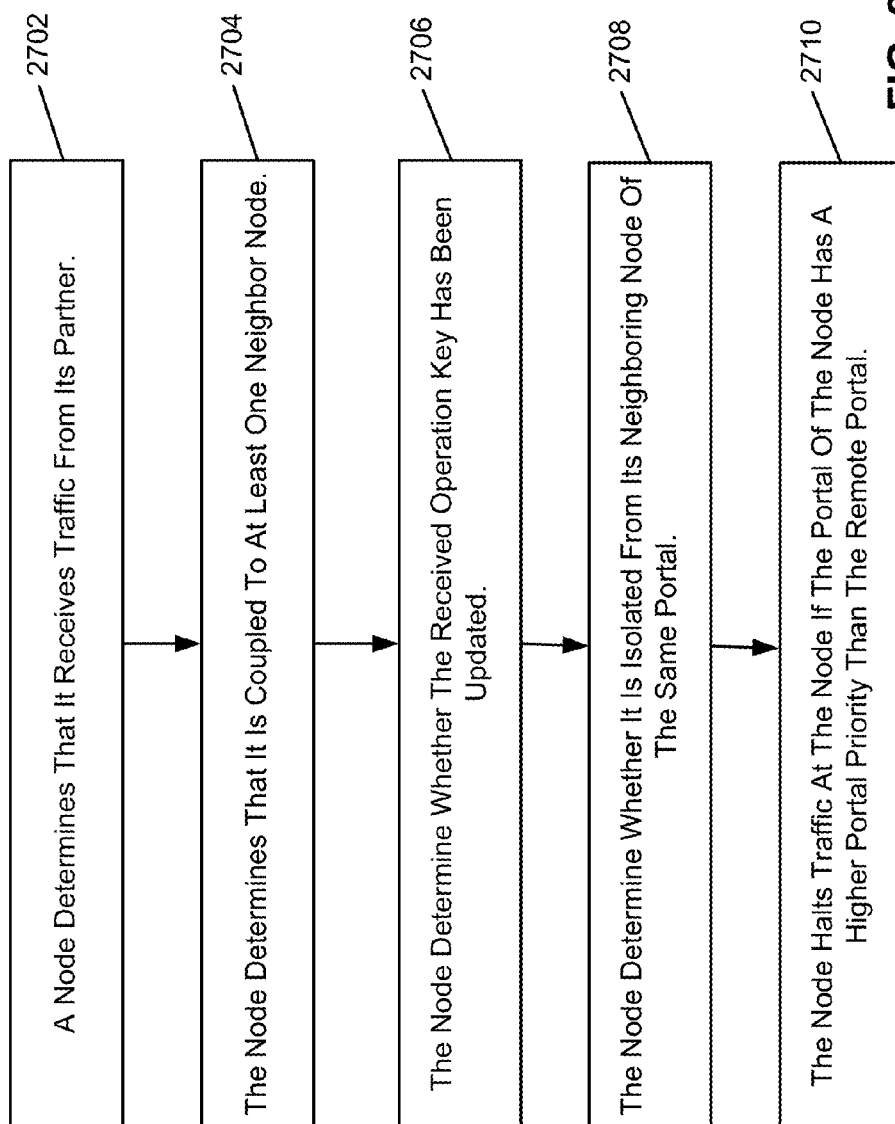 2702
A Node Determines That It Receives Traffic From Its Partner.
2704
The Node Determines That It Is Coupled To At Least One Neighbor Node.
2706
The Node Determine Whether The Received Operation Key Has Been
Updated.
2708
The Node Determine Whether It Is Isolated From Its Neighboring Node Of
The Same Portal.
2710
The Node Halts Traffic At The Node If The Portal Of The Node Has A
Higher Portal Priority Than The Remote Portal.
FIG.